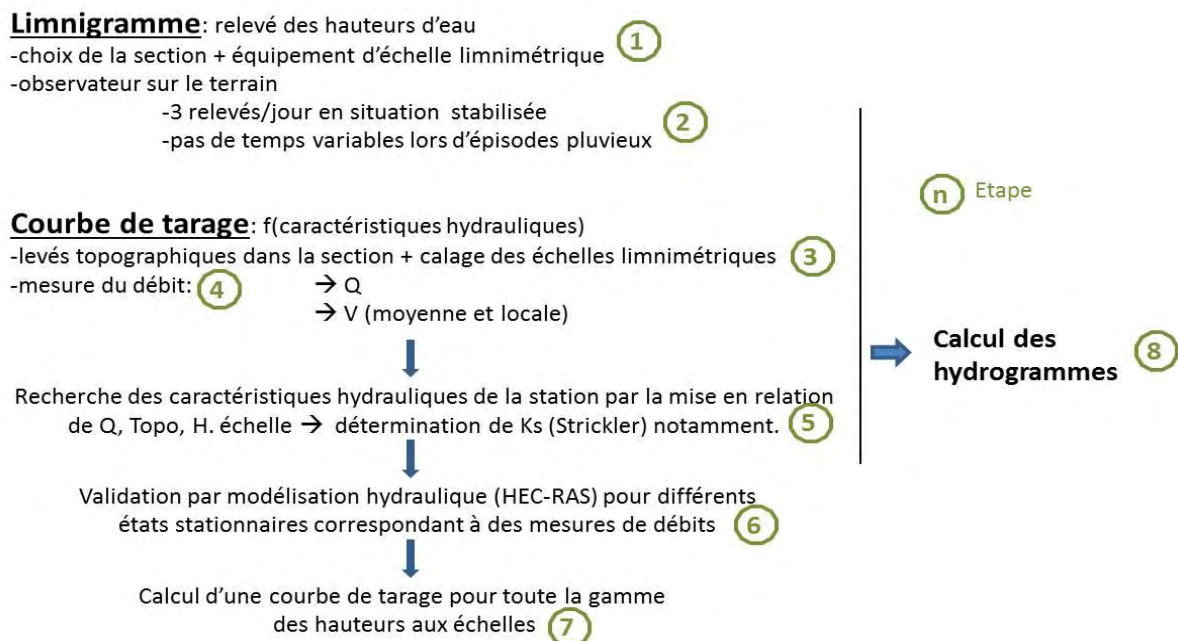 Limnigramme: relevé des hauteurs d'eau
-choix de la section + équipement d'échelle limnimétrique 1
-observateur sur le terrain
-3 relevés/jour en situation stabilisée
-pas de temps variables lors d'épisodes pluvieux 2
n Etape
Courbe de tarage: f(caractéristiques hydrauliques)
-levés topographiques dans la section + calage des échelles limnimétriques 3
-mesure du débit: 4 → Q
→ V (moyenne et locale)
Recherche des caractéristiques hydrauliques de la station par la mise en relation
de Q, Topo, H. échelle → détermination de Ks (Strickler) notamment. 5
Validation par modélisation hydraulique (HEC-RAS) pour différents
états stationnaires correspondant à des mesures de débits 6
Calcul d'une courbe de tarage pour toute la gamme
des hauteurs aux échelles 7
Calcul des
hydrogrammes 8